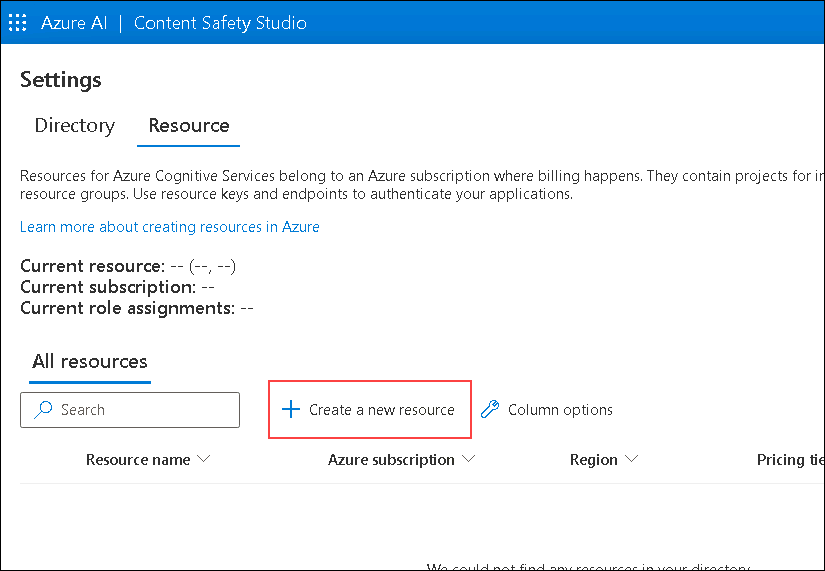 Azure AI | Content Safety Studio
Settings
Directory Resource
Resources for Azure Cognitive Services belong to an Azure subscription where billing happens. They contain projects for
resource groups. Use resource keys and endpoints to authenticate your applications.
Learn more about creating resources in Azure
Current resource: -- (--, --)
Current subscription: --
Current role assignments: --
All resources
Search + Create a new resource Column options
Resource name Azure subscription Region Pricing
We could not find any resources in your directory